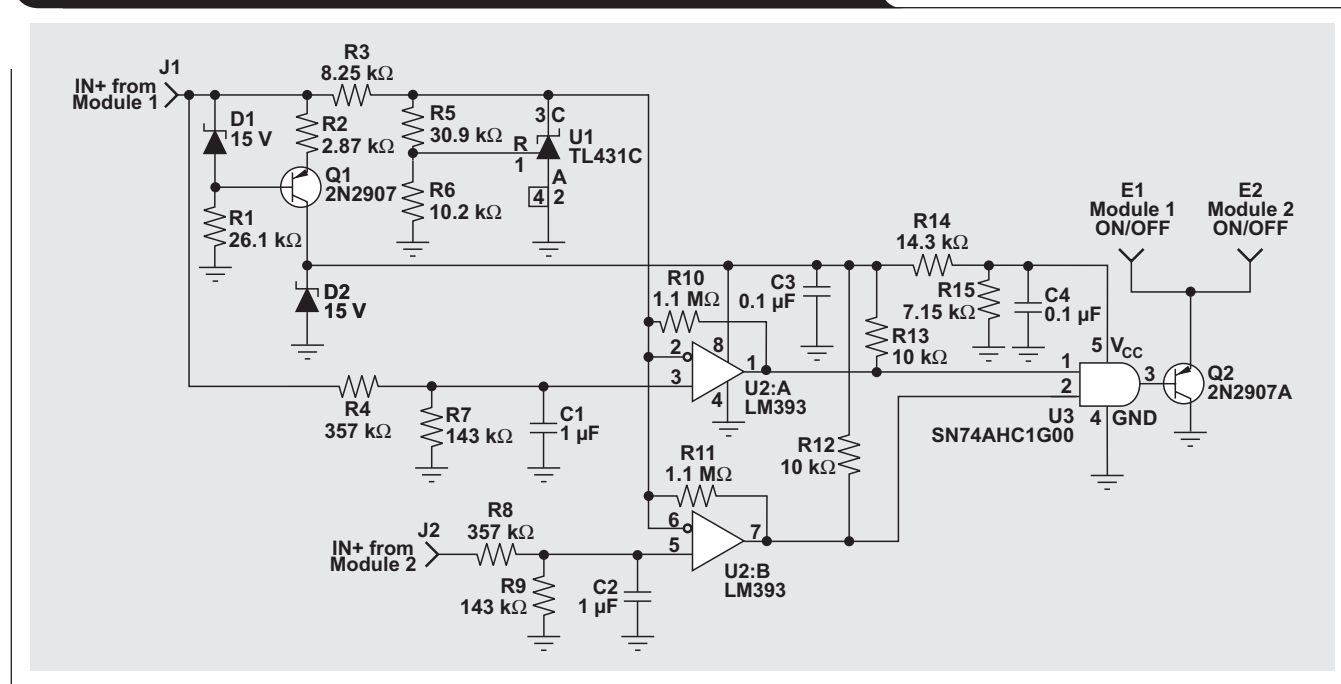 J1
IN+ from
Module 1
R3
8.25 kΩ
D1
15 V
R2
2.87 kΩ
R5
30.9 kΩ
3 C
U1
TL431C
R
1
Q1
2N2907
A
4 2
R6
10.2 kΩ
R1
26.1 kΩ
E1
Module 1
ON/OFF
E2
Module 2
ON/OFF
R14
14.3 kΩ
D2
15 V
R10
1.1 MΩ
C3
0.1 µF
R15
7.15 kΩ
C4
0.1 µF
R13
10 kΩ
8
2
1
3
4
U2:A
LM393
5 VCC
1
2
3
Q2
2N2907A
4 GND
U3
SN74AHC1G00
R4
357 kΩ
R7
143 kΩ
C1
1 µF
R12
10 kΩ
R11
1.1 MΩ
6
7
5
U2:B
LM393
J2
IN+ from
Module 2
R8
357 kΩ
R9
143 kΩ
C2
1 µF